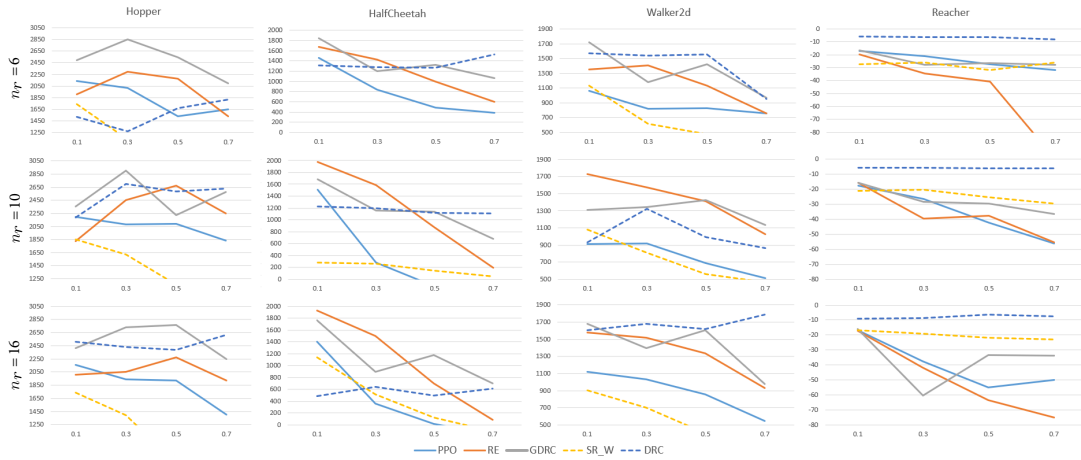 Hopper HalfCheetah Walker2d Reacher
n_r = 6
3050 2850 2650 2450 2250 2050 1850 1650 1450 1250
0.1 0.3 0.5 0.7
2000 1800 1600 1400 1200 1000 800 600 400 200 0
0.1 0.3 0.5 0.7
1900 1700 1500 1300 1100 900 700 500
0.1 0.3 0.5 0.7
0 -10 -20 -30 -40 -50 -60 -70 -80
0.1 0.3 0.5 0.7
n_r = 10
3050 2850 2650 2450 2250 2050 1850 1650 1450 1250
0.1 0.3 0.5 0.7
2000 1800 1600 1400 1200 1000 800 600 400 200 0
0.1 0.3 0.5 0.7
1900 1700 1500 1300 1100 900 700 500
0.1 0.3 0.5 0.7
0 -10 -20 -30 -40 -50 -60 -70 -80
0.1 0.3 0.5 0.7
n_r = 16
3050 2850 2650 2450 2250 2050 1850 1650 1450 1250
0.1 0.3 0.5 0.7
2000 1800 1600 1400 1200 1000 800 600 400 200 0
0.1 0.3 0.5 0.7
1900 1700 1500 1300 1100 900 700 500
0.1 0.3 0.5 0.7
0 -10 -20 -30 -40 -50 -60 -70 -80
0.1 0.3 0.5 0.7
PPO RE GDRC SR_W DRC